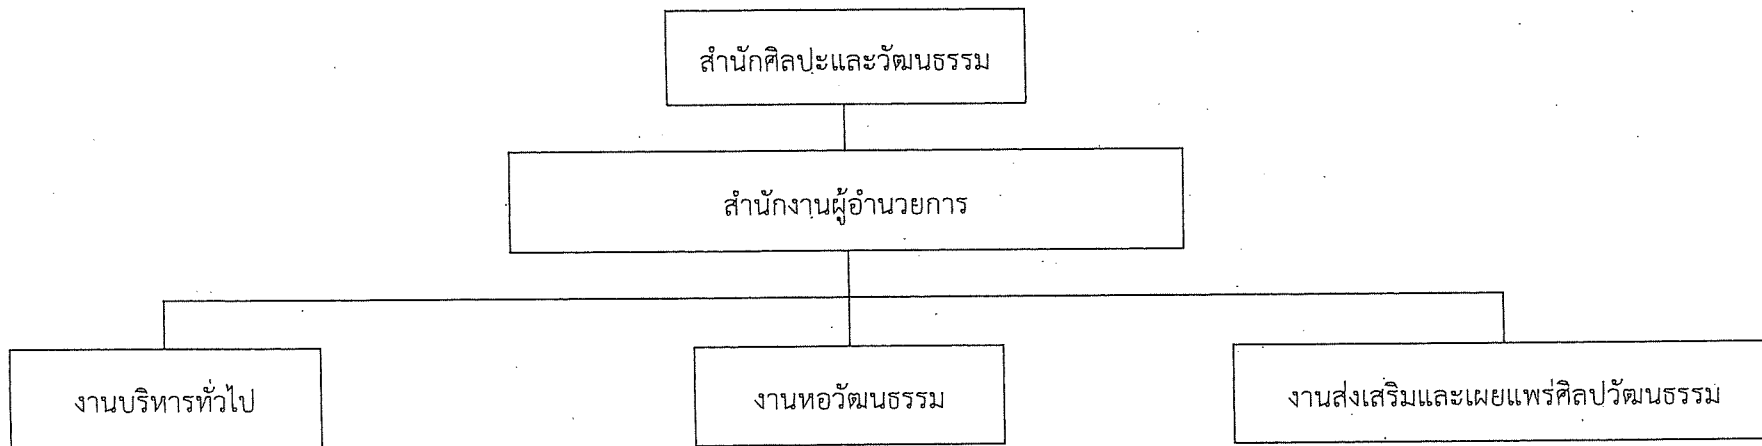 สำนักศิลปะและวัฒนธรรม
สำนักงานผู้อำนวยการ
งานบริหารทั่วไป
งานหอวัฒนธรรม
งานส่งเสริมและเผยแพร่ศิลปวัฒนธรรม